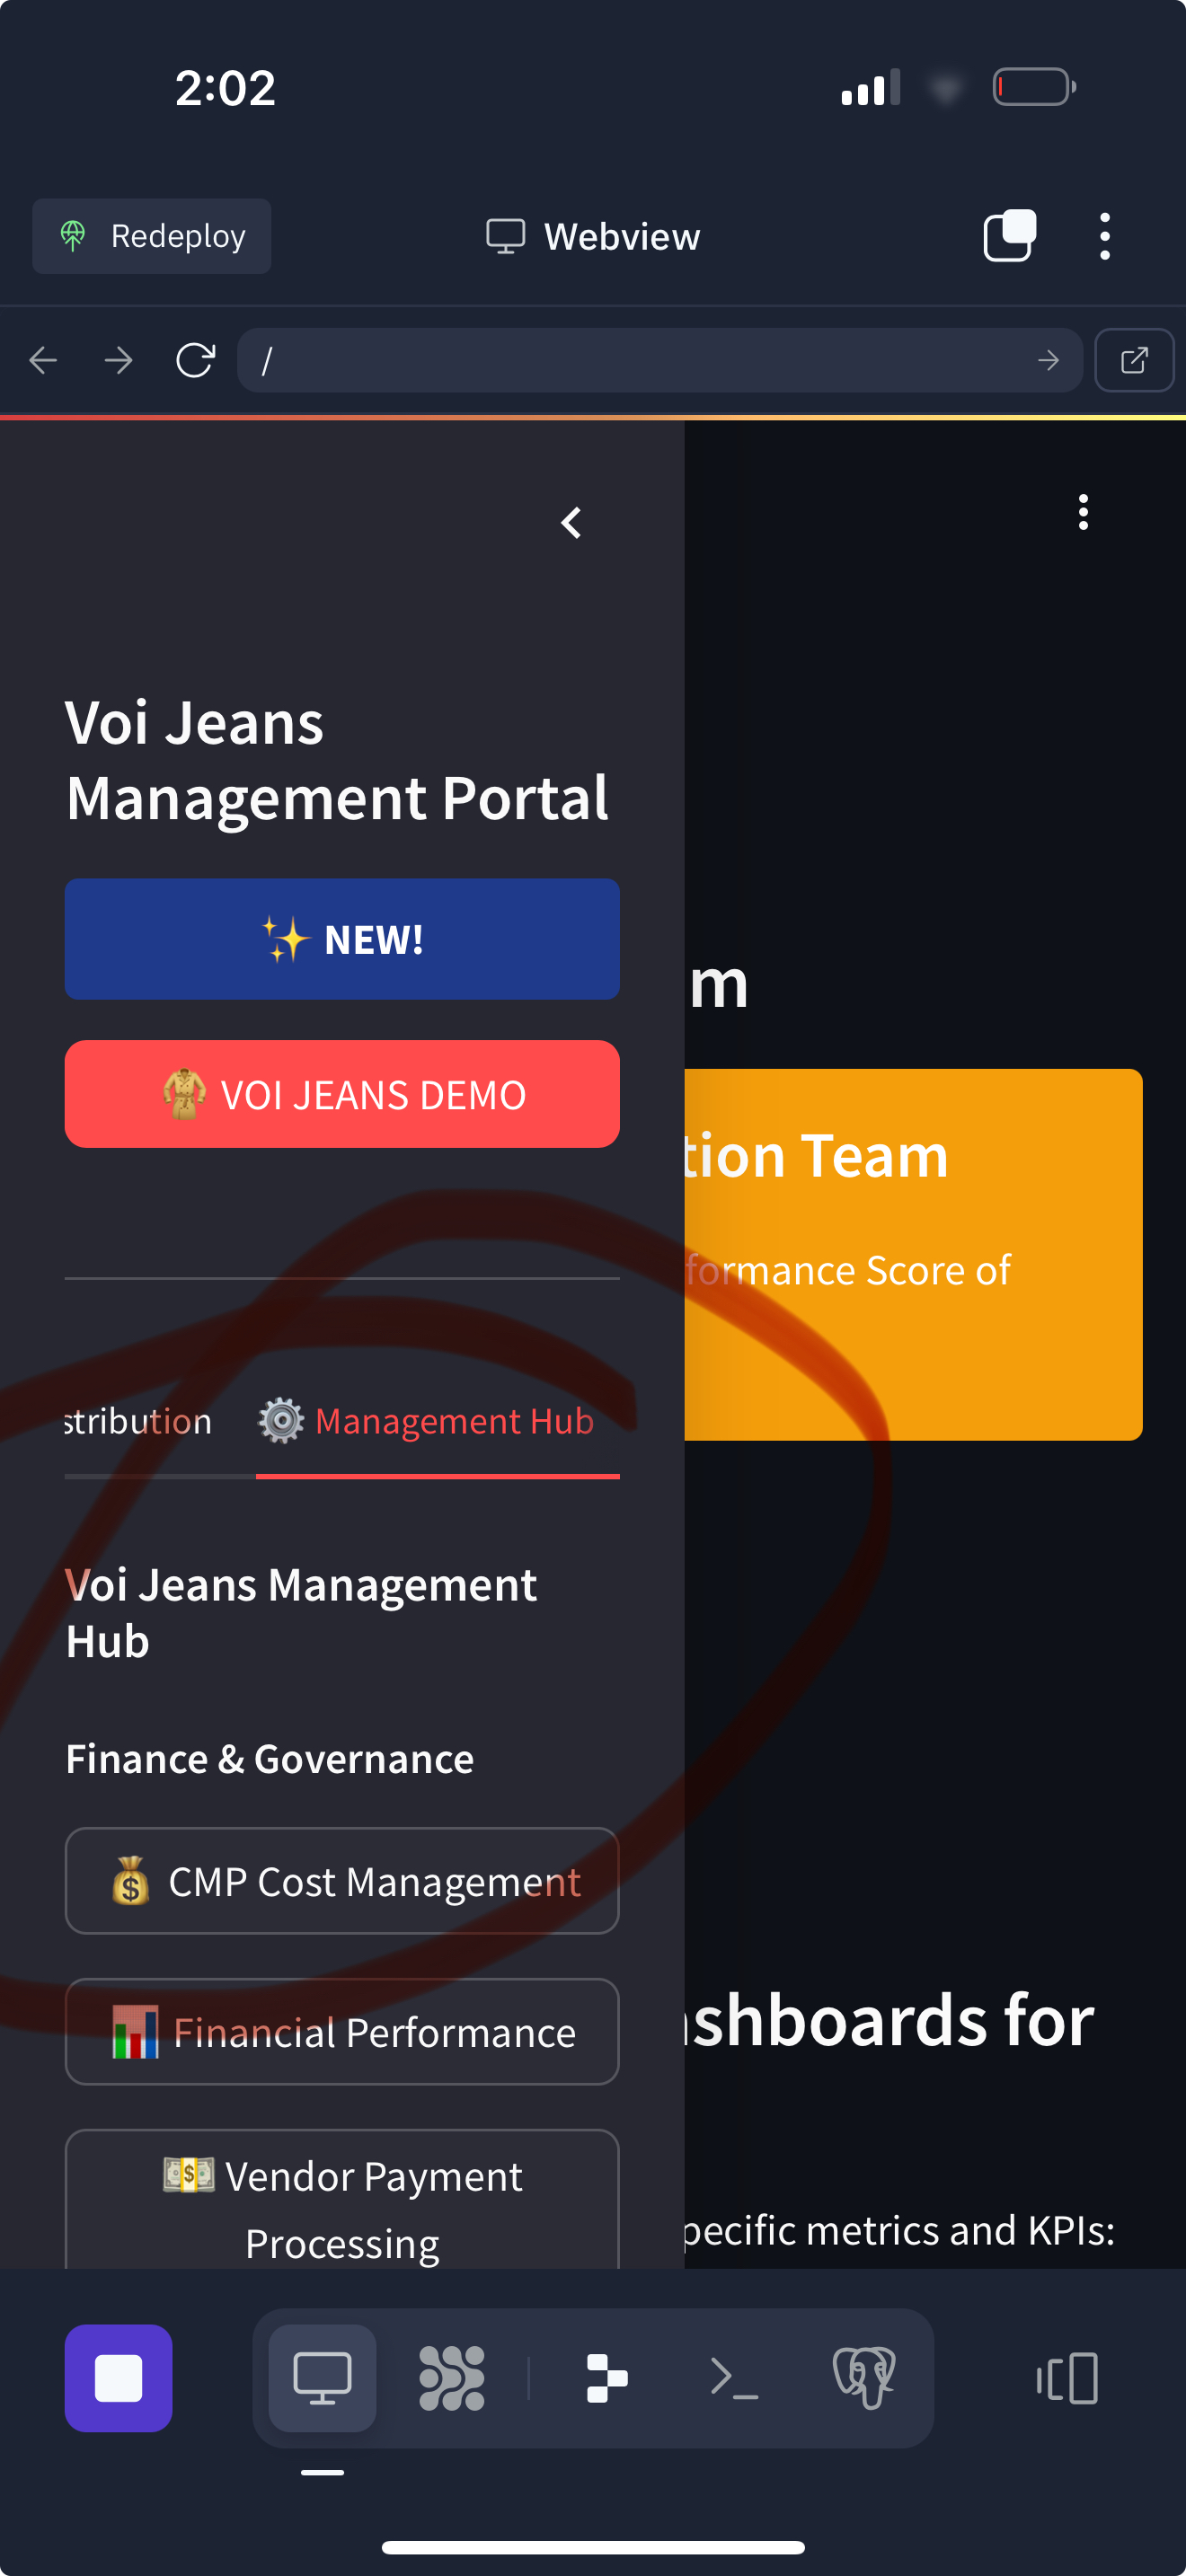 2:02
Redeploy
Webview
/
Voi Jeans
Management Portal
✨ NEW!
🧥 VOI JEANS DEMO
m
tion Team
formance Score of
stribution
⚙️ Management Hub
Voi Jeans Management
Hub
Finance & Governance
💰 CMP Cost Management
📊 Financial Performance
💵 Vendor Payment
Processing
shboards for
pecific metrics and KPIs: